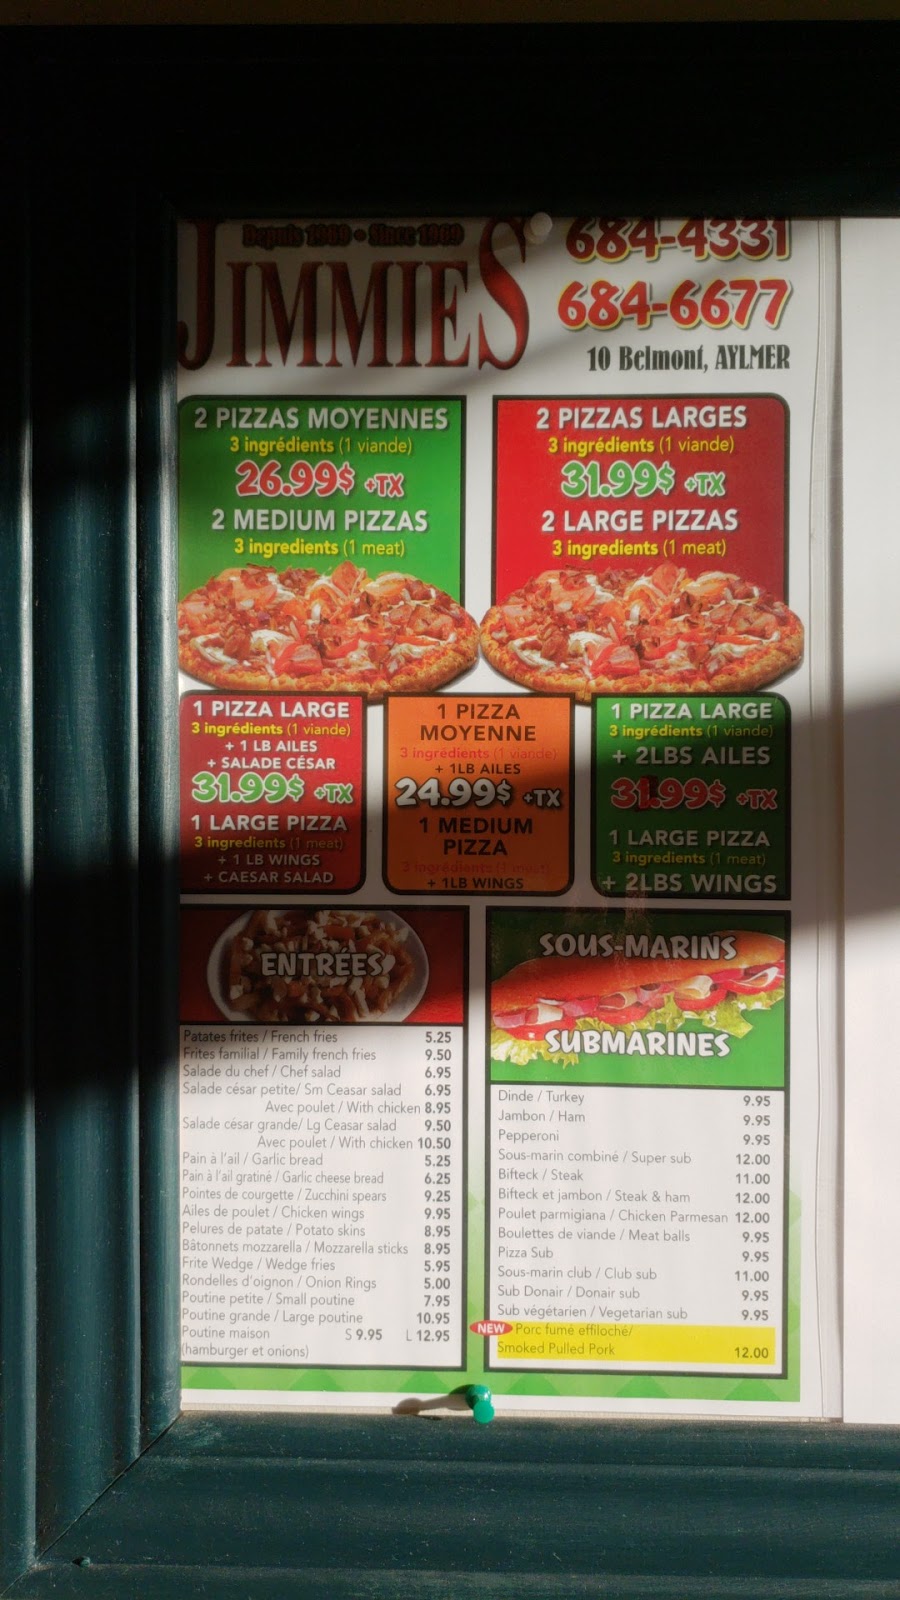 Depuis 1969 • Since 1969
JIMMIES
684-4331
684-6677
10 Belmont, AYLMER
2 PIZZAS MOYENNES
3 ingrédients (1 viande)
26.99$ +TX
2 MEDIUM PIZZAS
3 ingredients (1 meat)
2 PIZZAS LARGES
3 ingrédients (1 viande)
31.99$ +TX
2 LARGE PIZZAS
3 ingredients (1 meat)
1 PIZZA LARGE
3 ingrédients (1 viande)
+ 1 LB AILES
+ SALADE CÉSAR
31.99$ +TX
1 LARGE PIZZA
3 ingredients (1 meat)
+ 1 LB WINGS
+ CAESAR SALAD
1 PIZZA
MOYENNE
3 ingrédients (1 viande)
+ 1LB AILES
24.99$ +TX
1 MEDIUM
PIZZA
3 ingredients (1 meat)
+ 1LB WINGS
1 PIZZA LARGE
3 ingrédients (1 viande)
+ 2LBS AILES
31.99$ +TX
1 LARGE PIZZA
3 ingredients (1 meat)
+ 2LBS WINGS
ENTRÉES
Patates frites / French fries 5.25
Frites familial / Family french fries 9.50
Salade du chef / Chef salad 6.95
Salade césar petite/ Sm Ceasar salad 6.95
Avec poulet / With chicken 8.95
Salade césar grande/ Lg Ceasar salad 9.50
Avec poulet / With chicken 10.50
Pain à l'ail / Garlic bread 5.25
Pain à l'ail gratiné / Garlic cheese bread 6.25
Pointes de courgette / Zucchini spears 9.25
Ailes de poulet / Chicken wings 9.95
Pelures de patate / Potato skins 8.95
Bâtonnets mozzarella / Mozzarella sticks 8.95
Frite Wedge / Wedge fries 5.95
Rondelles d'oignon / Onion Rings 5.00
Poutine petite / Small poutine 7.95
Poutine grande / Large poutine 10.95
Poutine maison S 9.95 L 12.95
(hamburger et onions)
SOUS-MARINS
SUBMARINES
Dinde / Turkey 9.95
Jambon / Ham 9.95
Pepperoni 9.95
Sous-marin combiné / Super sub 12.00
Bifteck / Steak 11.00
Bifteck et jambon / Steak & ham 12.00
Poulet parmigiana / Chicken Parmesan 12.00
Boulettes de viande / Meat balls 9.95
Pizza Sub 9.95
Sous-marin club / Club sub 11.00
Sub Donair / Donair sub 9.95
Sub végétarien / Vegetarian sub 9.95
NEW Porc fumé effiloché/
Smoked Pulled Pork 12.00